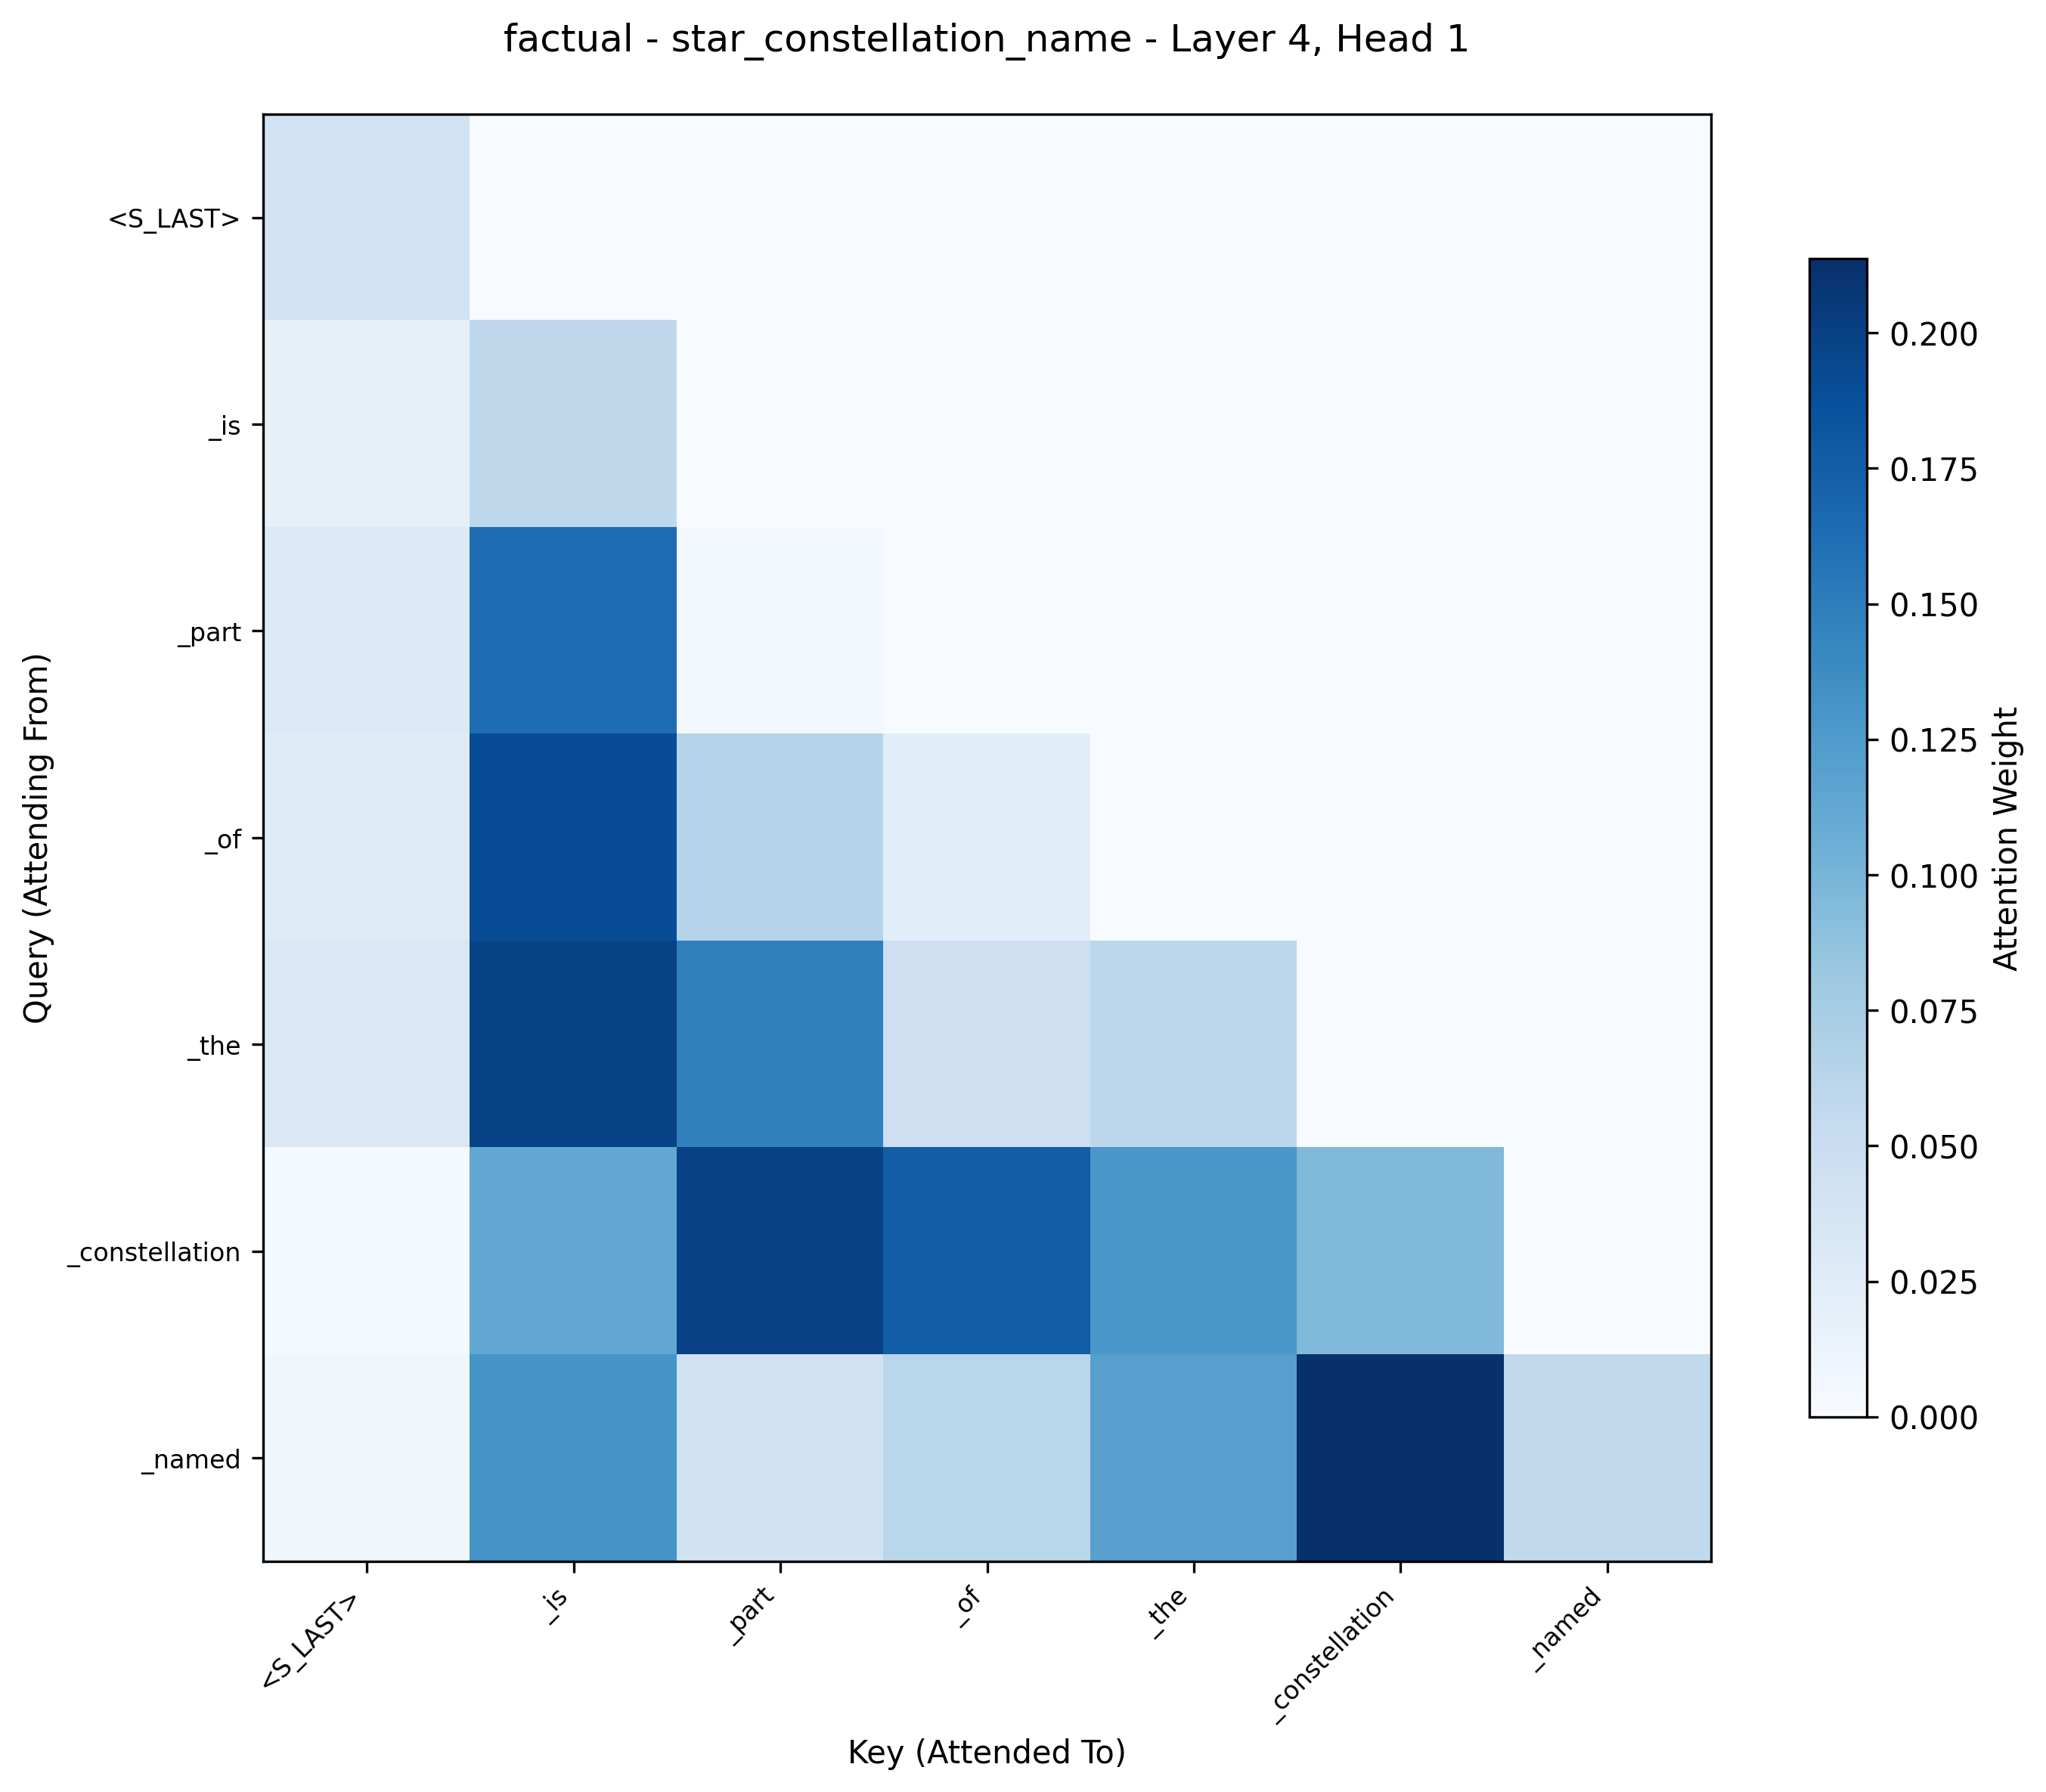 factual - star_constellation_name - Layer 4, Head 1
Query (Attending From)
<S_LAST>
_is
_part
_of
_the
_constellation
_named
<S_LAST>
_is
_part
_of
_the
_constellation
_named
Key (Attended To)
0.200
0.175
0.150
0.125
0.100
0.075
0.050
0.025
0.000
Attention Weight